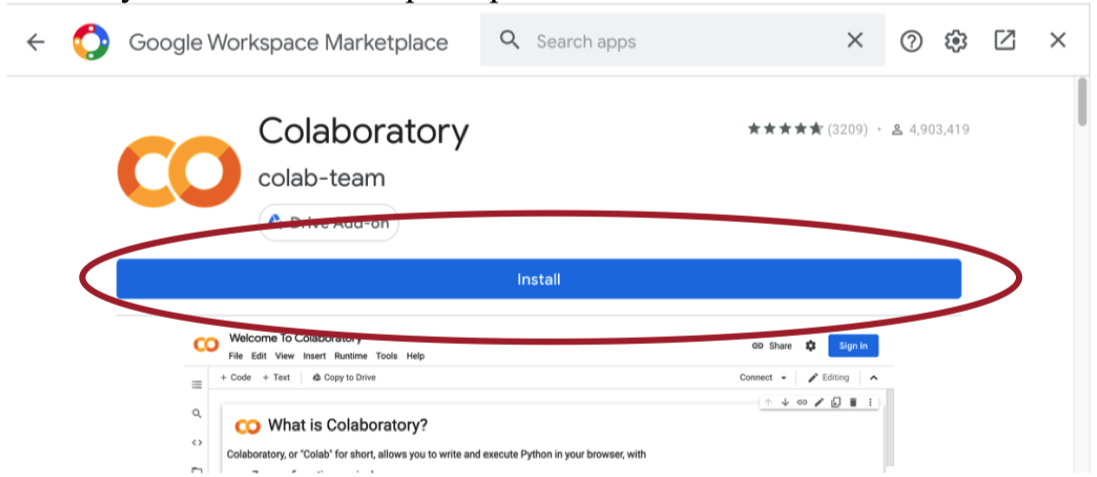 Google Workspace Marketplace
Search apps
Colaboratory
(3209)
4,903,419
colab-team
Drive Add-on
Install
Welcome To Colaboratory
Share
Sign in
File Edit View Insert Runtime Tools Help
+ Code + Text Copy to Drive
Connect
Editing
What is Colaboratory?
Colaboratory, or "Colab" for short, allows you to write and execute Python in your browser, with